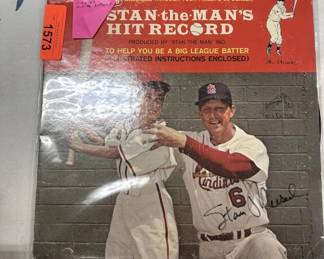 1573
STAN-the-MAN'S
HIT RECORD
PRODUCED BY "STAN THE MAN" INC.
TO HELP YOU BE A BIG LEAGUE BATTER
ILLUSTRATED INSTRUCTIONS ENCLOSED)
Cardinals
6
Stan Musial